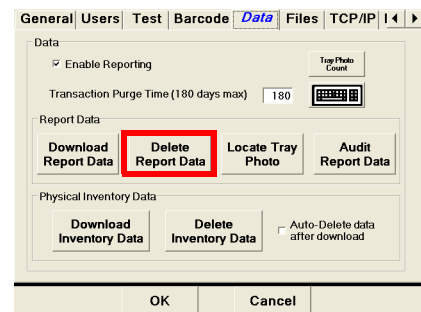 General Users Test Barcode Data Files TCP/IP I
Data
Enable Reporting
Tray Photo
Count
Transaction Purge Time (180 days max) 180
Report Data
Download
Report Data
Delete
Report Data
Locate Tray
Photo
Audit
Report Data
Physical Inventory Data
Download
Inventory Data
Delete
Inventory Data
Auto-Delete data
after download
OK Cancel